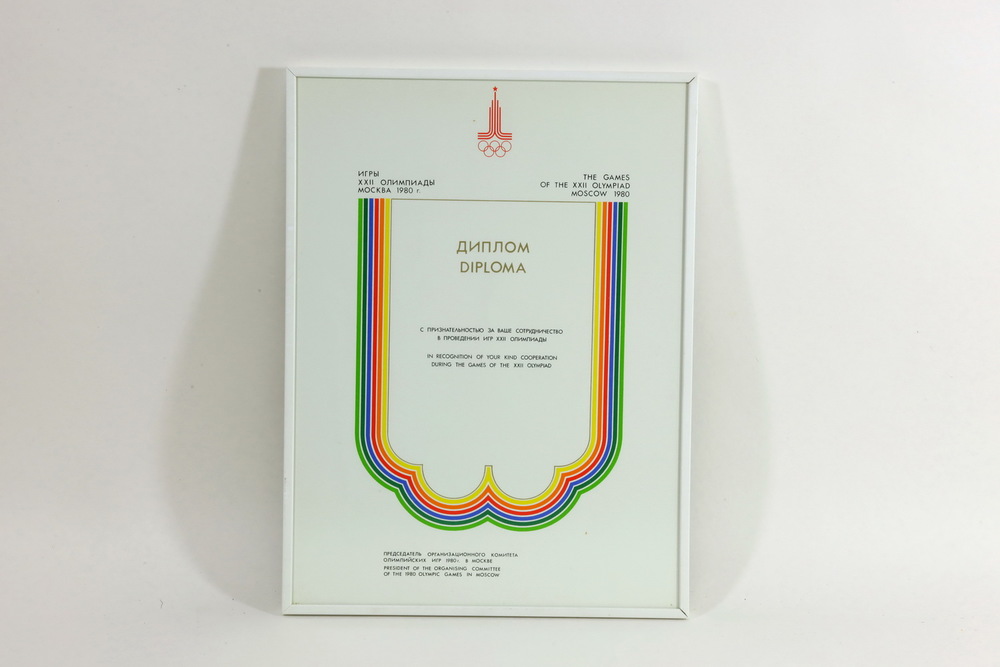 ИГРЫ
XXII ОЛИМПИАДЫ
МОСКВА 1980 г.
THE GAMES
OF THE XXII OLYMPIAD
MOSCOW 1980
ДИПЛОМ
DIPLOMA
С ПРИЗНАТЕЛЬНОСТЬЮ ЗА ВАШЕ СОТРУДНИЧЕСТВО
В ПРОВЕДЕНИИ ИГР XXII ОЛИМПИАДЫ
IN RECOGNITION OF YOUR KIND COOPERATION
DURING THE GAMES OF THE XXII OLYMPIAD
ПРЕДСЕДАТЕЛЬ ОРГАНИЗАЦИОННОГО КОМИТЕТА
ОЛИМПИЙСКИХ ИГР 1980 г. В МОСКВЕ
PRESIDENT OF THE ORGANISING COMMITTEE
OF THE 1980 OLYMPIC GAMES IN MOSCOW